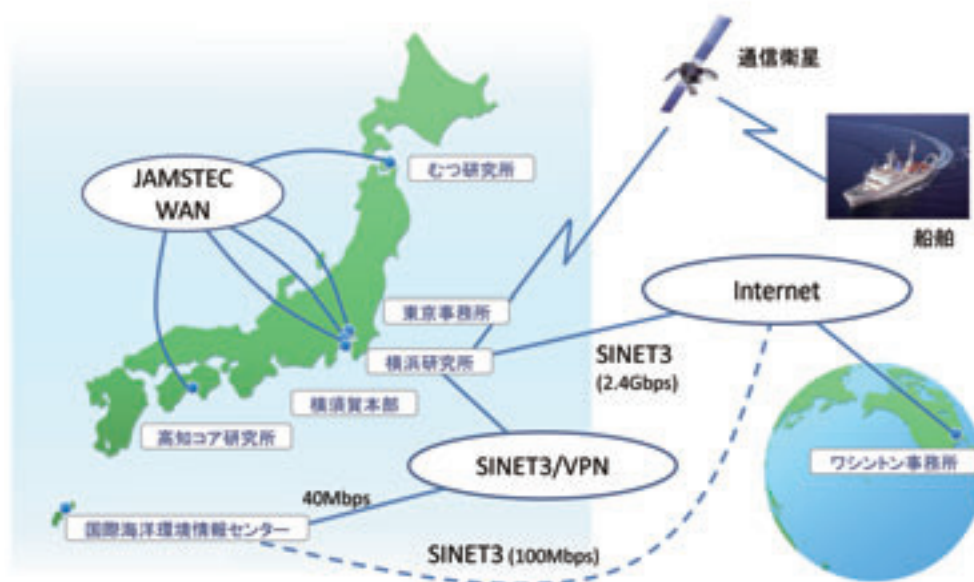 通信衛星
むつ研究所
JAMSTEC
WAN
船舶
Internet
東京事務所
SINET3
(2.4Gbps)
横浜研究所
横須賀本部
高知コア研究所
SINET3/VPN
ワシントン事務所
40Mbps
国際海洋環境情報センター
SINET3 (100Mbps)